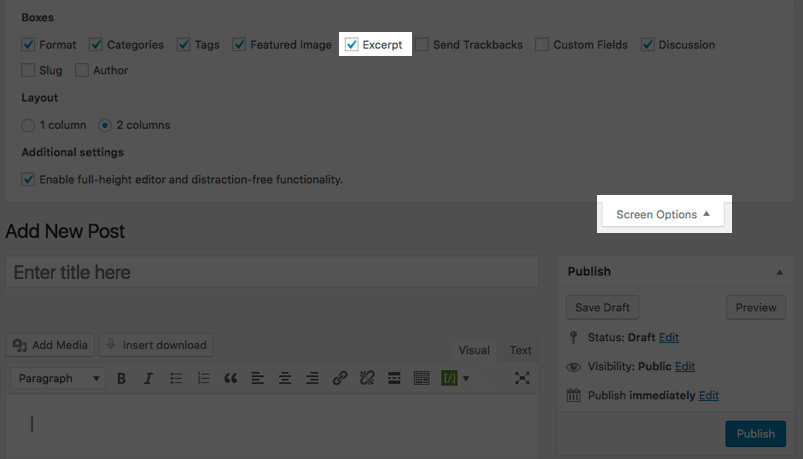 Boxes
Format Categories Tags Featured Image Excerpt Send Trackbacks Custom Fields Discussion
Slug Author
Layout
1 column 2 columns
Additional settings
Enable full-height editor and distraction-free functionality.
Screen Options
Add New Post
Enter title here
Publish
Save Draft Preview
Status: Draft Edit
Visibility: Public Edit
Publish immediately Edit
Publish
Add Media Insert download
Visual Text
Paragraph B I [/]